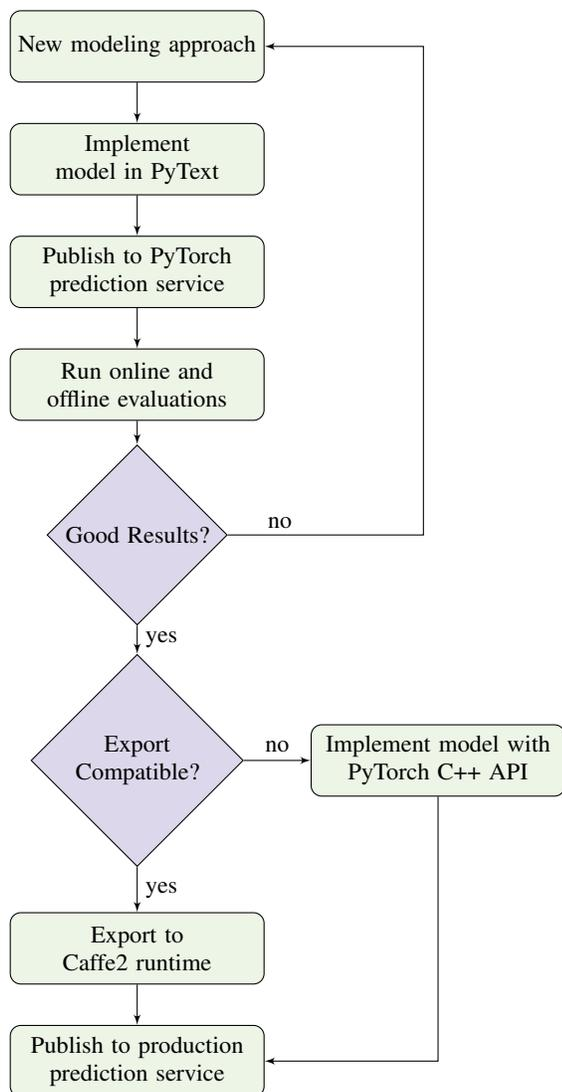 New modeling approach
Implement
model in PyText
Publish to PyTorch
prediction service
Run online and
offline evaluations
Good Results?
no
yes
Export
Compatible?
no
Implement model with
PyTorch C++ API
yes
Export to
Caffe2 runtime
Publish to production
prediction service